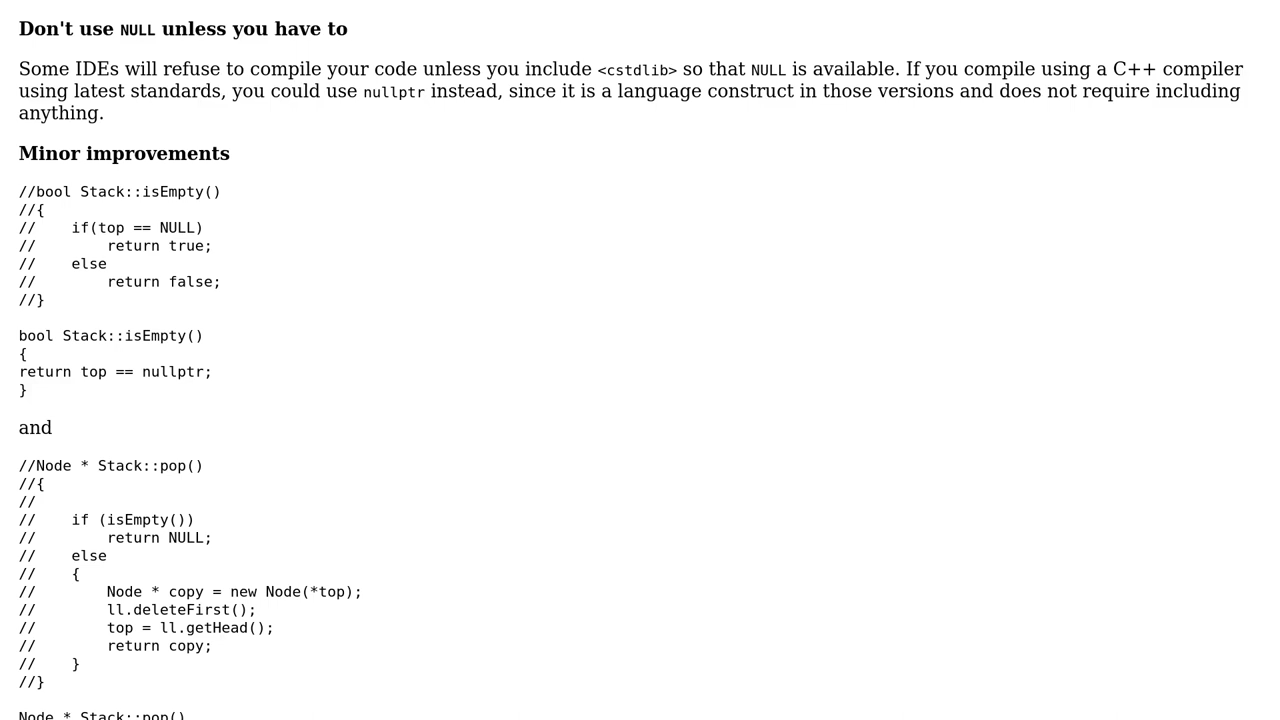 Don't use NULL unless you have to
Some IDEs will refuse to compile your code unless you include <cstdlib> so that NULL is available. If you compile using a C++ compiler
using latest standards, you could use nullptr instead, since it is a language construct in those versions and does not require including
anything.
Minor improvements
//bool Stack::isEmpty()
//{
//    if(top == NULL)
//        return true;
//    else
//        return false;
//}
bool Stack::isEmpty()
{
return top == nullptr;
}
and
//Node * Stack::pop()
//{
//
//    if (isEmpty())
//        return NULL;
//    else
//    {
//        Node * copy = new Node(*top);
//        ll.deleteFirst();
//        top = ll.getHead();
//        return copy;
//    }
//}
Node * Stack::pop()